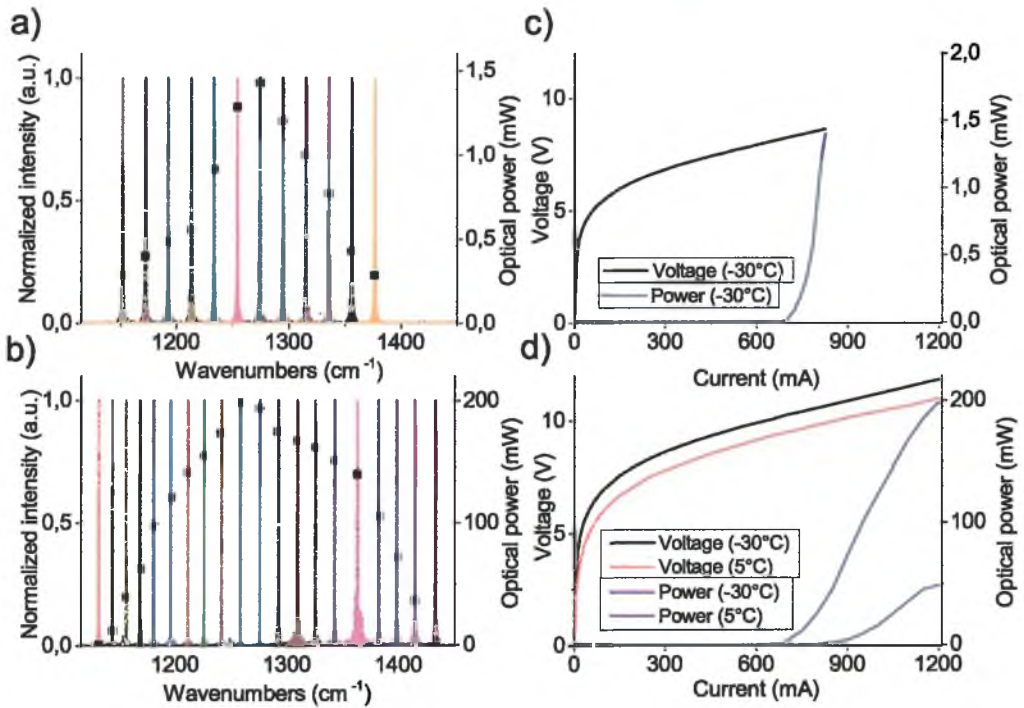 a)
1,0
0,5
0,0
Normalized intensity (a.u.)
1,5
1,0
0,5
0,0
Optical power (mW)
1200
1300
1400
Wavenumbers (cm⁻¹)
b)
1,0
0,5
0,0
Normalized intensity (a.u.)
200
100
0
Optical power (mW)
1200
1300
1400
Wavenumbers (cm⁻¹)
c)
10
5
0
Voltage (V)
2,0
1,5
1,0
0,5
0,0
Optical power (mW)
Voltage (-30°C)
Power (-30°C)
0
300
600
900
1200
Current (mA)
d)
10
5
0
Voltage (V)
200
100
0
Optical power (mW)
Voltage (-30°C)
Voltage (5°C)
Power (-30°C)
Power (5°C)
0
300
600
900
1200
Current (mA)